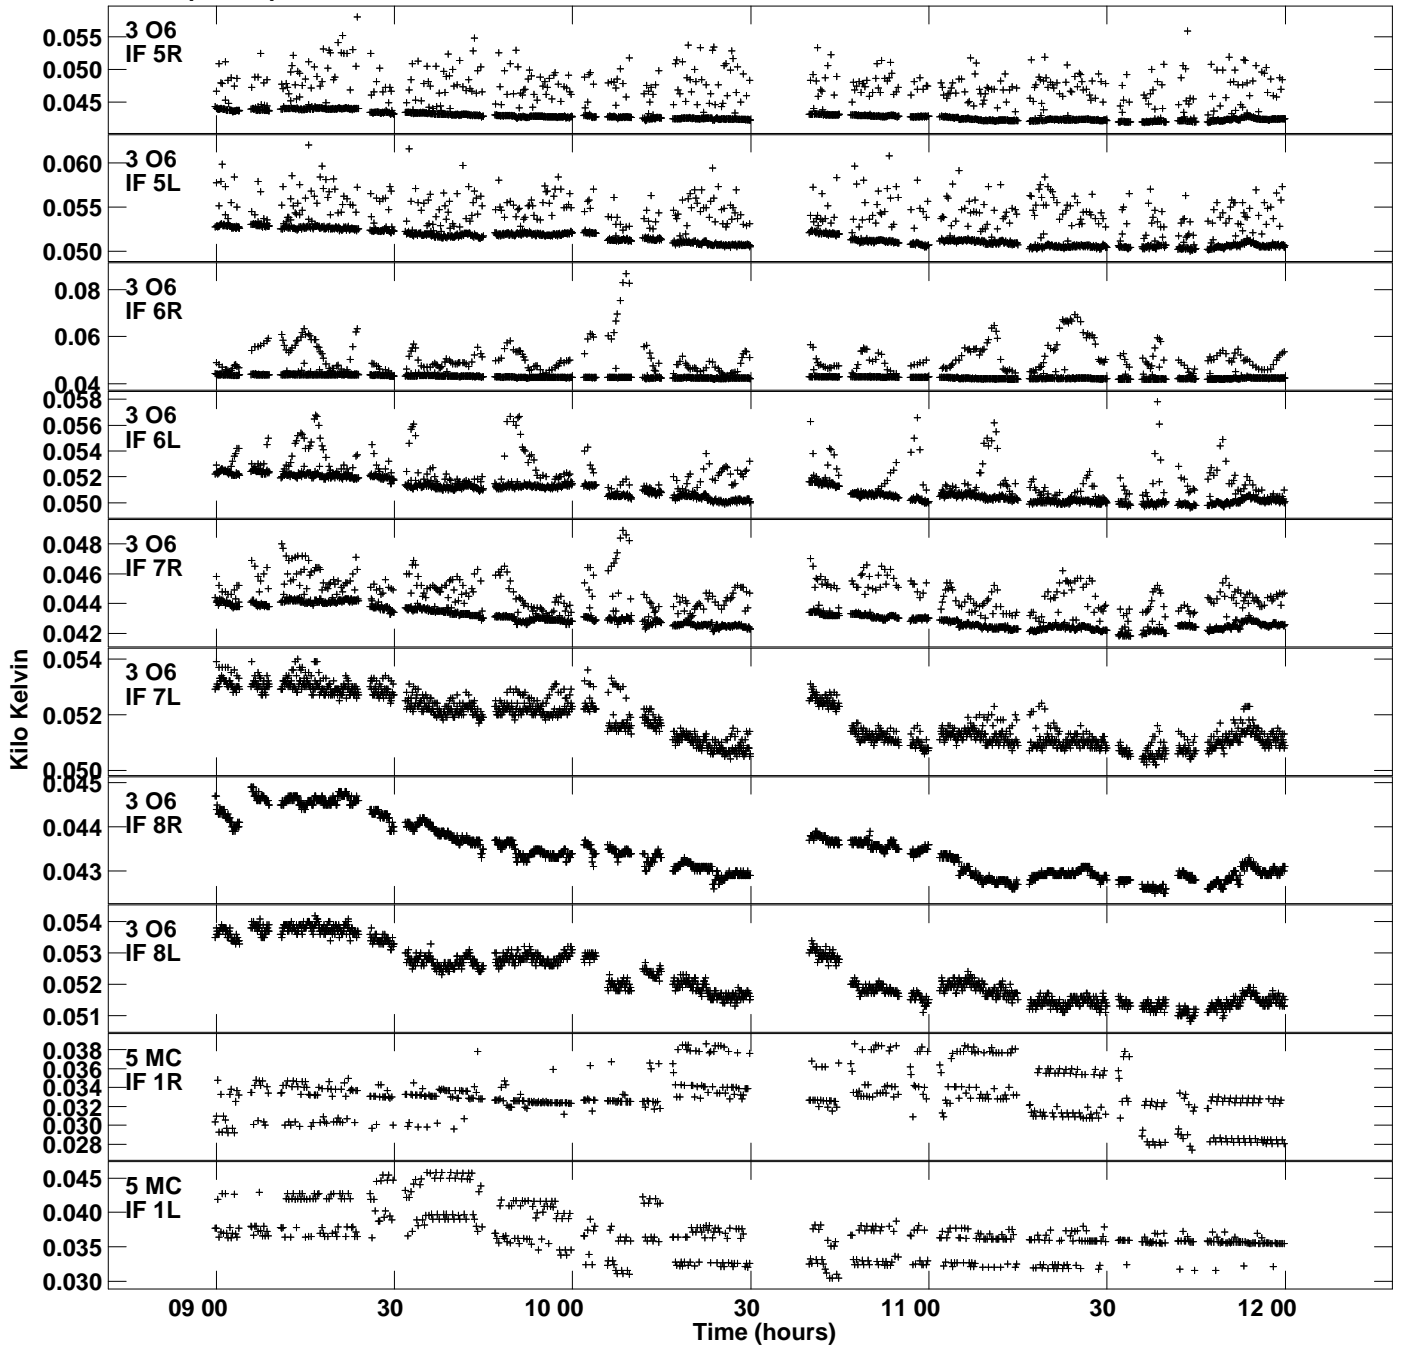 3 O6
IF 5R
0.055
0.050
0.045
3 O6
IF 5L
0.060
0.055
0.050
3 O6
IF 6R
0.08
0.06
0.04
3 O6
IF 6L
0.058
0.056
0.054
0.052
0.050
3 O6
IF 7R
0.048
0.046
0.044
0.042
3 O6
IF 7L
0.054
0.052
0.050
3 O6
IF 8R
0.045
0.044
0.043
3 O6
IF 8L
0.054
0.053
0.052
0.051
5 MC
IF 1R
0.038
0.036
0.034
0.032
0.030
0.028
5 MC
IF 1L
0.045
0.040
0.035
0.030
Kilo Kelvin
09 00 30 10 00 30 11 00 30 12 00
Time (hours)